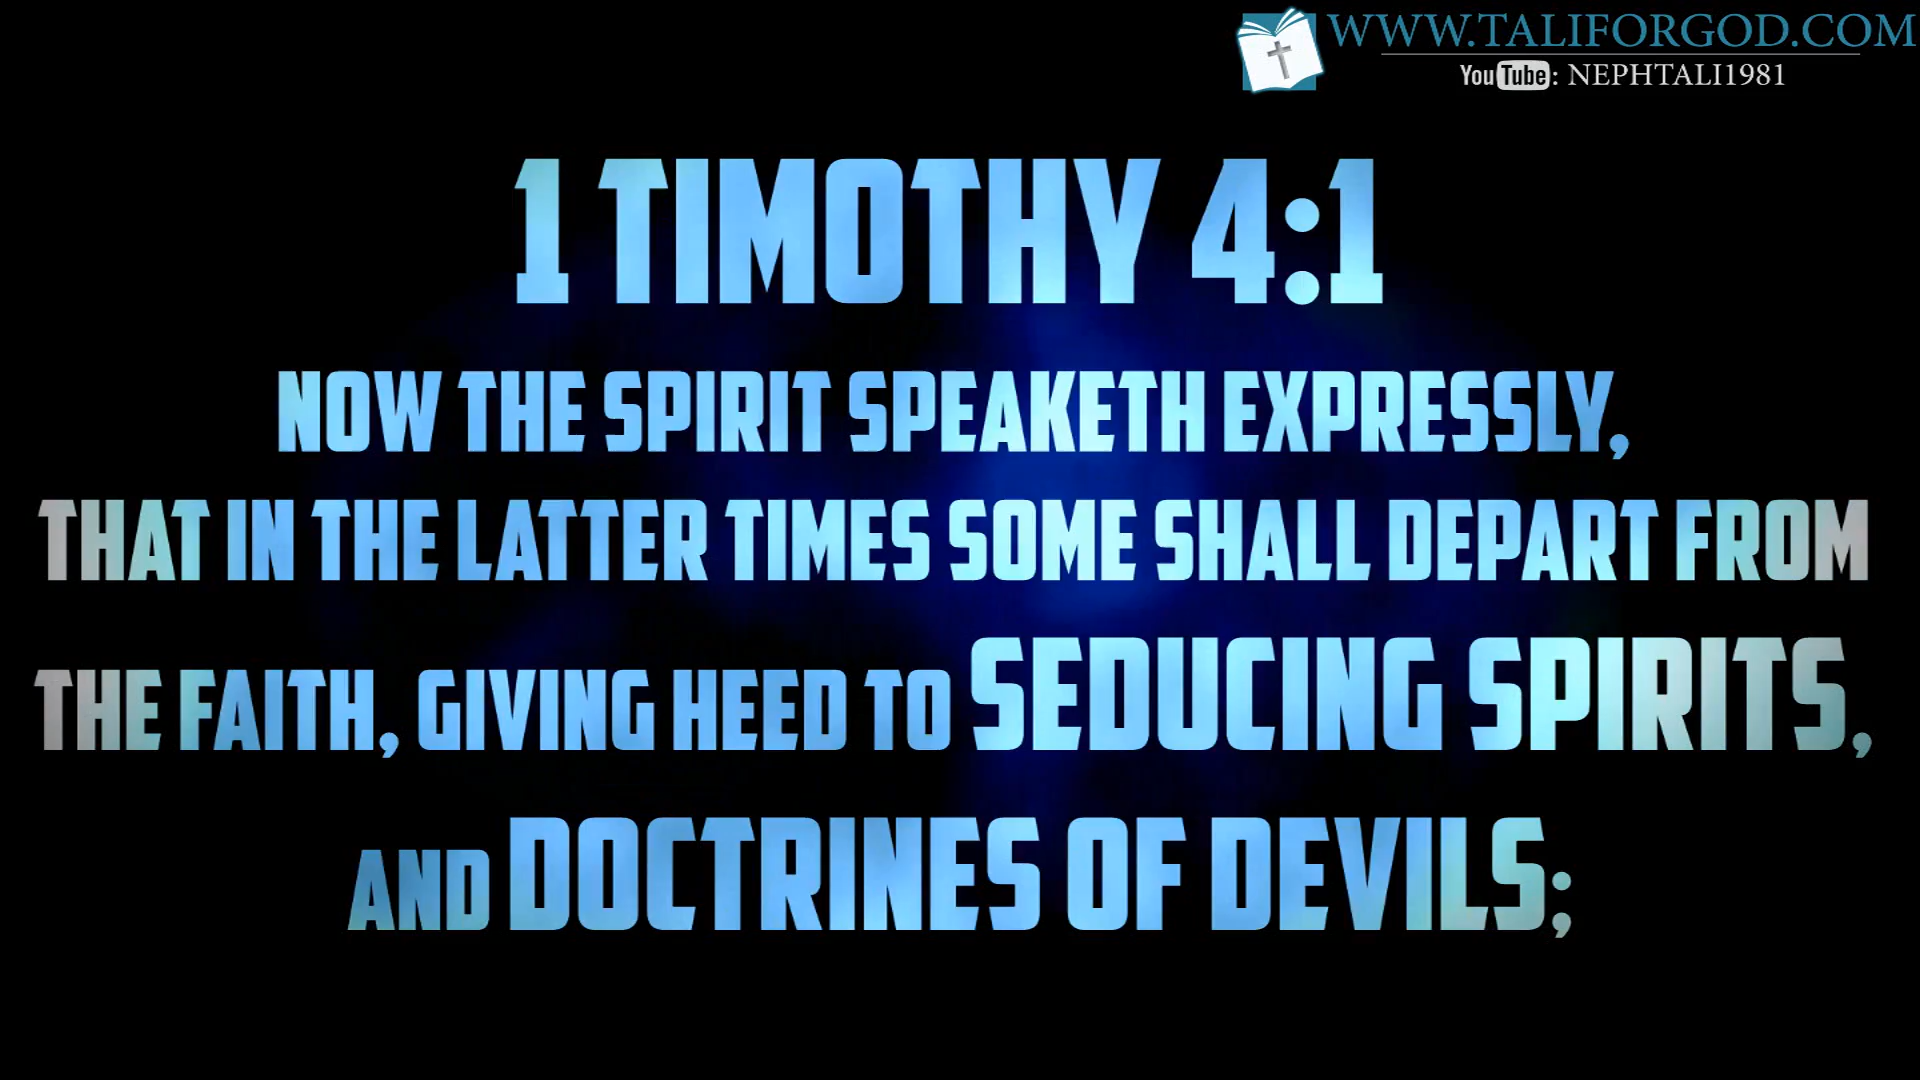 WWW.TALIFORGOD.COM
YouTube: NEPHTALI1981
1 TIMOTHY 4:1
NOW THE SPIRIT SPEAKETH EXPRESSLY,
THAT IN THE LATTER TIMES SOME SHALL DEPART FROM
THE FAITH, GIVING HEED TO SEDUCING SPIRITS,
AND DOCTRINES OF DEVILS;